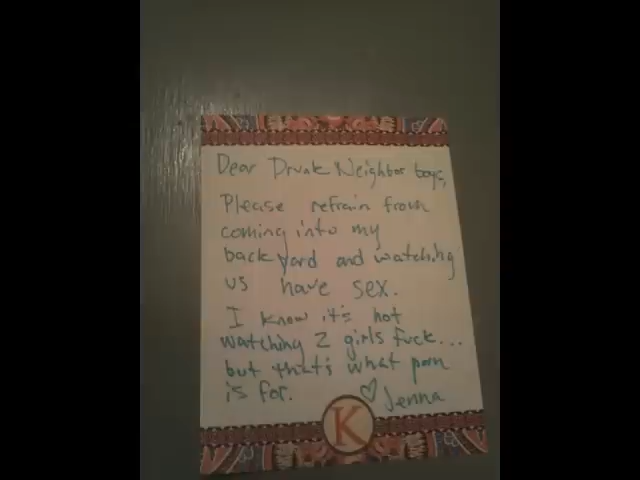 Dear Drunk Neighbor boys,
Please refrain from
coming into my
backyard and watching
us have sex.
I know it's hot
watching 2 girls fuck...
but that's what porn
is for. ♡ Jenna
K